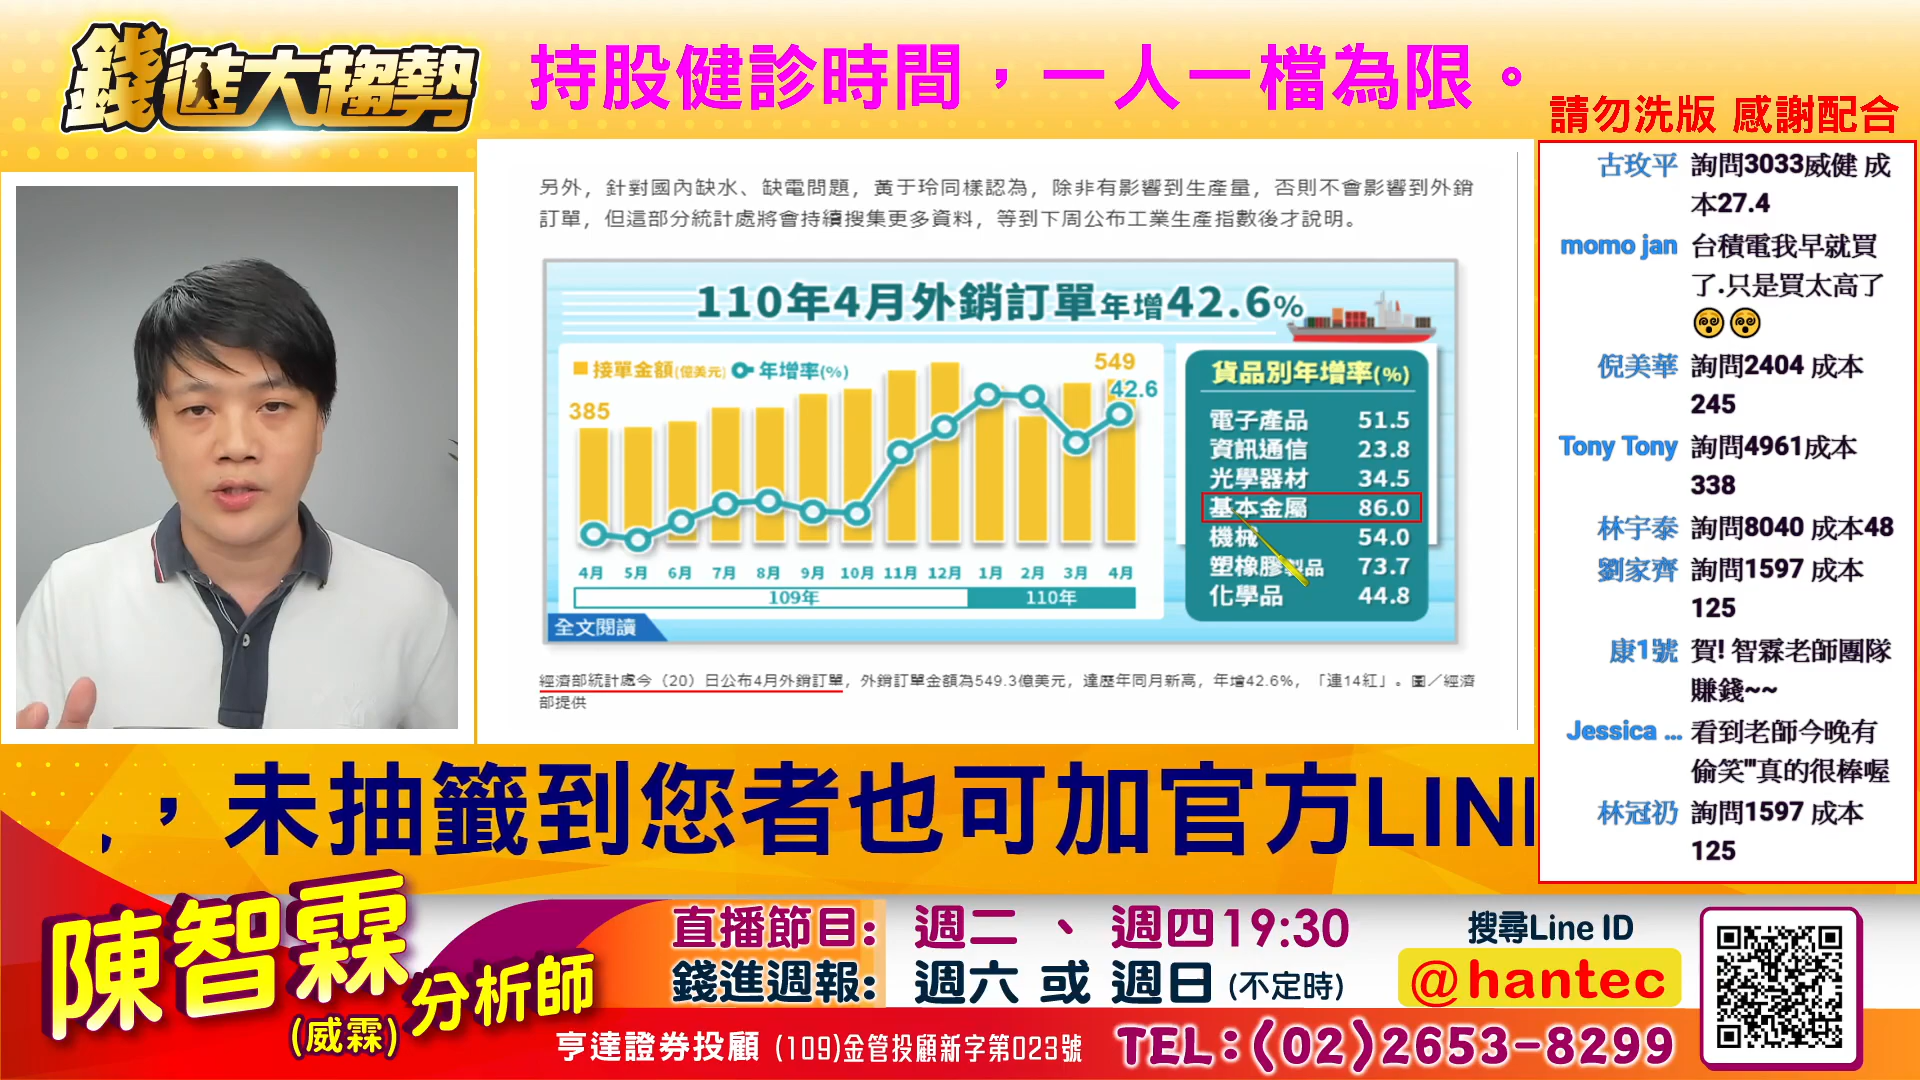 錢進大趨勢
持股健診時間，一人一檔為限。
請勿洗版 感謝配合
另外，針對國內缺水、缺電問題，黃于玲同樣認為，除非有影響到生產量，否則不會影響到外銷
訂單，但這部分統計處將會持續搜集更多資料，等到下周公布工業生產指數後才說明。
110年4月外銷訂單年增42.6%
接單金額(億美元) 年增率(%)
385
549
42.6
4月 5月 6月 7月 8月 9月 10月 11月 12月 1月 2月 3月 4月
109年 110年
全文閱讀
貨品別年增率(%)
電子產品 51.5
資訊通信 23.8
光學器材 34.5
基本金屬 86.0
機械 54.0
塑橡膠製品 73.7
化學品 44.8
經濟部統計處今（20）日公布4月外銷訂單，外銷訂單金額為549.3億美元，達歷年同月新高，年增42.6%，「連14紅」。圖／經濟
部提供
古玫平 詢問3033威健 成
本27.4
momo jan 台積電我早就買
了.只是買太高了
😵‍💫😵‍💫
倪美華 詢問2404 成本
245
Tony Tony 詢問4961成本
338
林宇泰 詢問8040 成本48
劉家齊 詢問1597 成本
125
康1號 賀! 智霖老師團隊
賺錢~~
Jessica ... 看到老師今晚有
偷笑'''真的很棒喔
林冠礽 詢問1597 成本
125
，未抽籤到您者也可加官方LINE
陳智霖
(威霖)
分析師
直播節目: 週二 、 週四19:30
錢進週報: 週六 或 週日 (不定時)
搜尋Line ID
@hantec
亨達證券投顧 (109)金管投顧新字第023號
TEL:(02)2653-8299